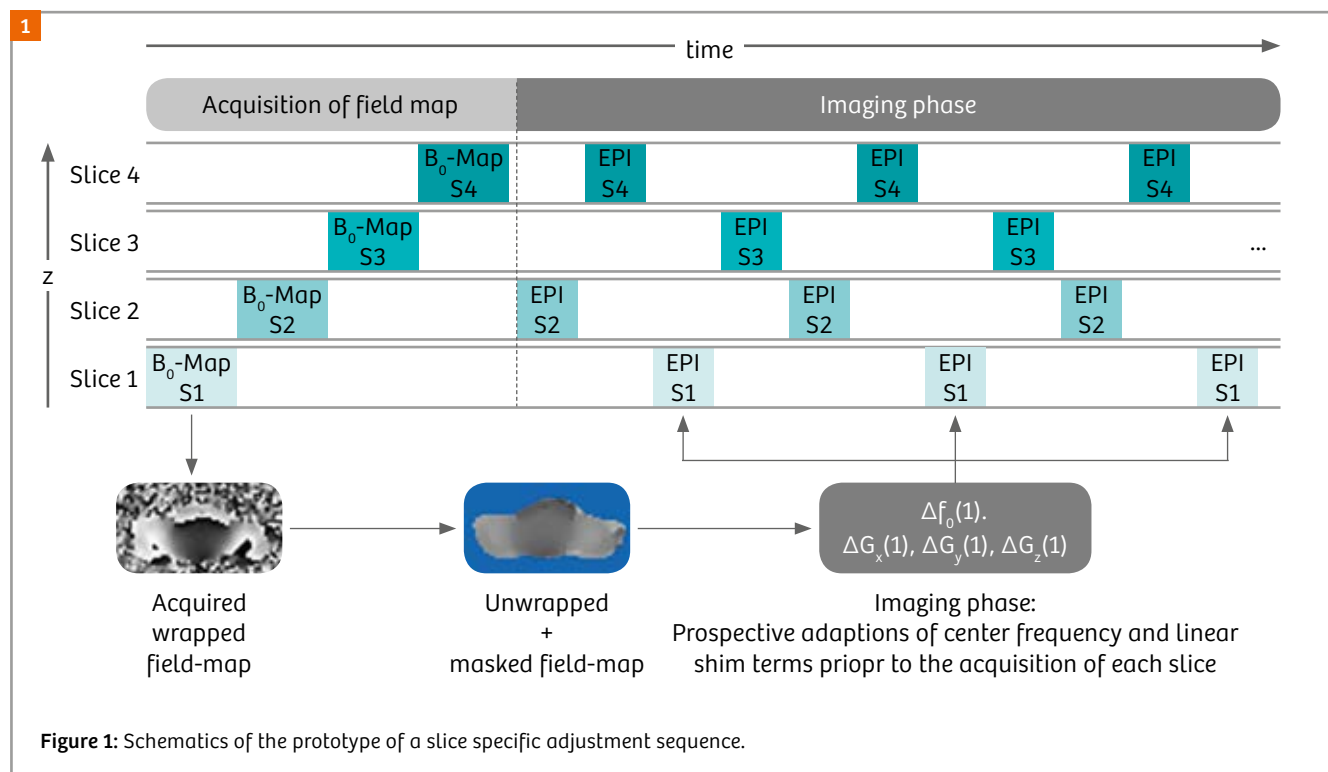 1
time
Acquisition of field map
Imaging phase
Slice 4
B₀-Map
S4
EPI
S4
EPI
S4
EPI
S4
Slice 3
B₀-Map
S3
EPI
S3
EPI
S3
...
z
Slice 2
B₀-Map
S2
EPI
S2
EPI
S2
EPI
S2
Slice 1
B₀-Map
S1
EPI
S1
EPI
S1
EPI
S1
Δf₀(1).
ΔGₓ(1), ΔG_y(1), ΔG_z(1)
Acquired
wrapped
field-map
Unwrapped
+
masked field-map
Imaging phase:
Prospective adaptions of center frequency and linear
shim terms priopr to the acquisition of each slice
Figure 1: Schematics of the prototype of a slice specific adjustment sequence.